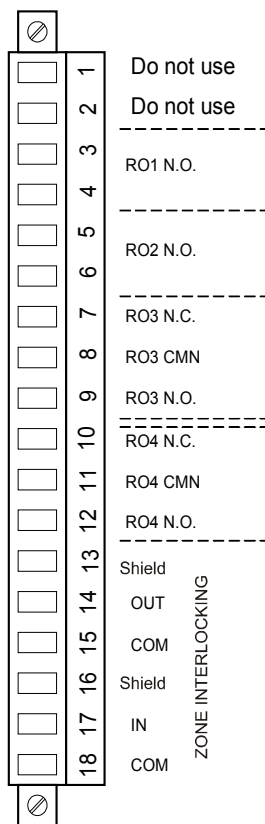 1 Do not use
2 Do not use
3
RO1 N.O.
4
5
RO2 N.O.
6
7 RO3 N.C.
8 RO3 CMN
9 RO3 N.O.
10 RO4 N.C.
11 RO4 CMN
12 RO4 N.O.
13 Shield
14 OUT
15 COM
16 Shield
17 IN
18 COM
ZONE INTERLOCKING